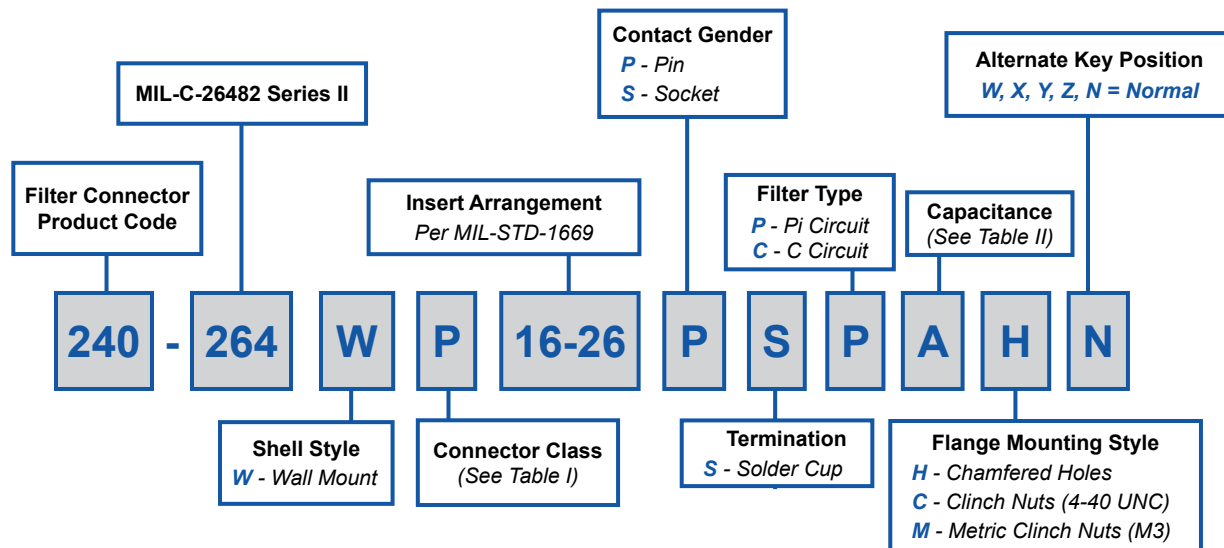 Contact Gender
P - Pin
S - Socket
Alternate Key Position
W, X, Y, Z, N = Normal
MIL-C-26482 Series II
Filter Connector
Product Code
Insert Arrangement
Per MIL-STD-1669
Filter Type
P - Pi Circuit
C - C Circuit
Capacitance
(See Table II)
240 - 264 W P 16-26 P S P A H N
Shell Style
W - Wall Mount
Connector Class
(See Table I)
Termination
S - Solder Cup
Flange Mounting Style
H - Chamfered Holes
C - Clinch Nuts (4-40 UNC)
M - Metric Clinch Nuts (M3)